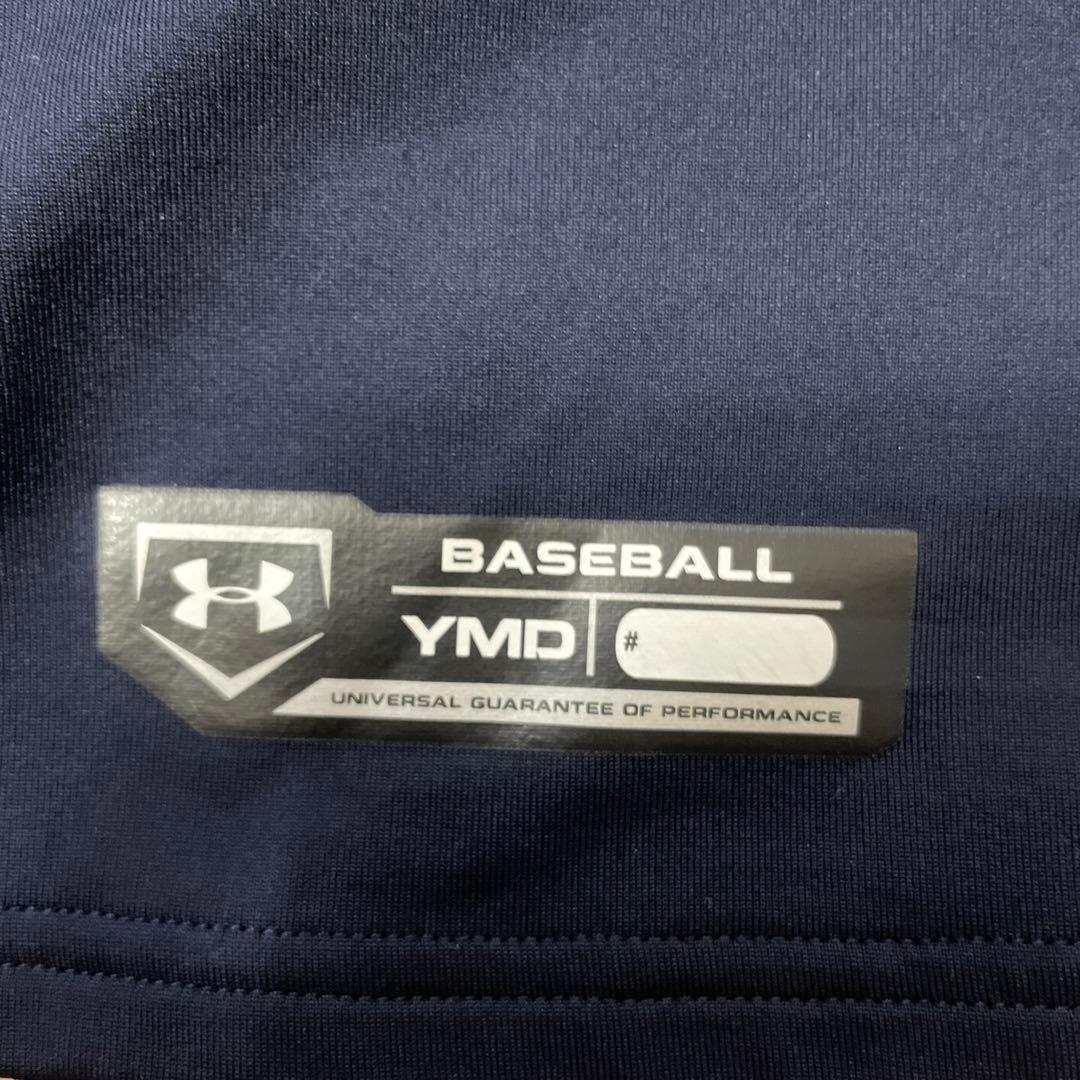 BASEBALL
YMD #
UNIVERSAL GUARANTEE OF PERFORMANCE